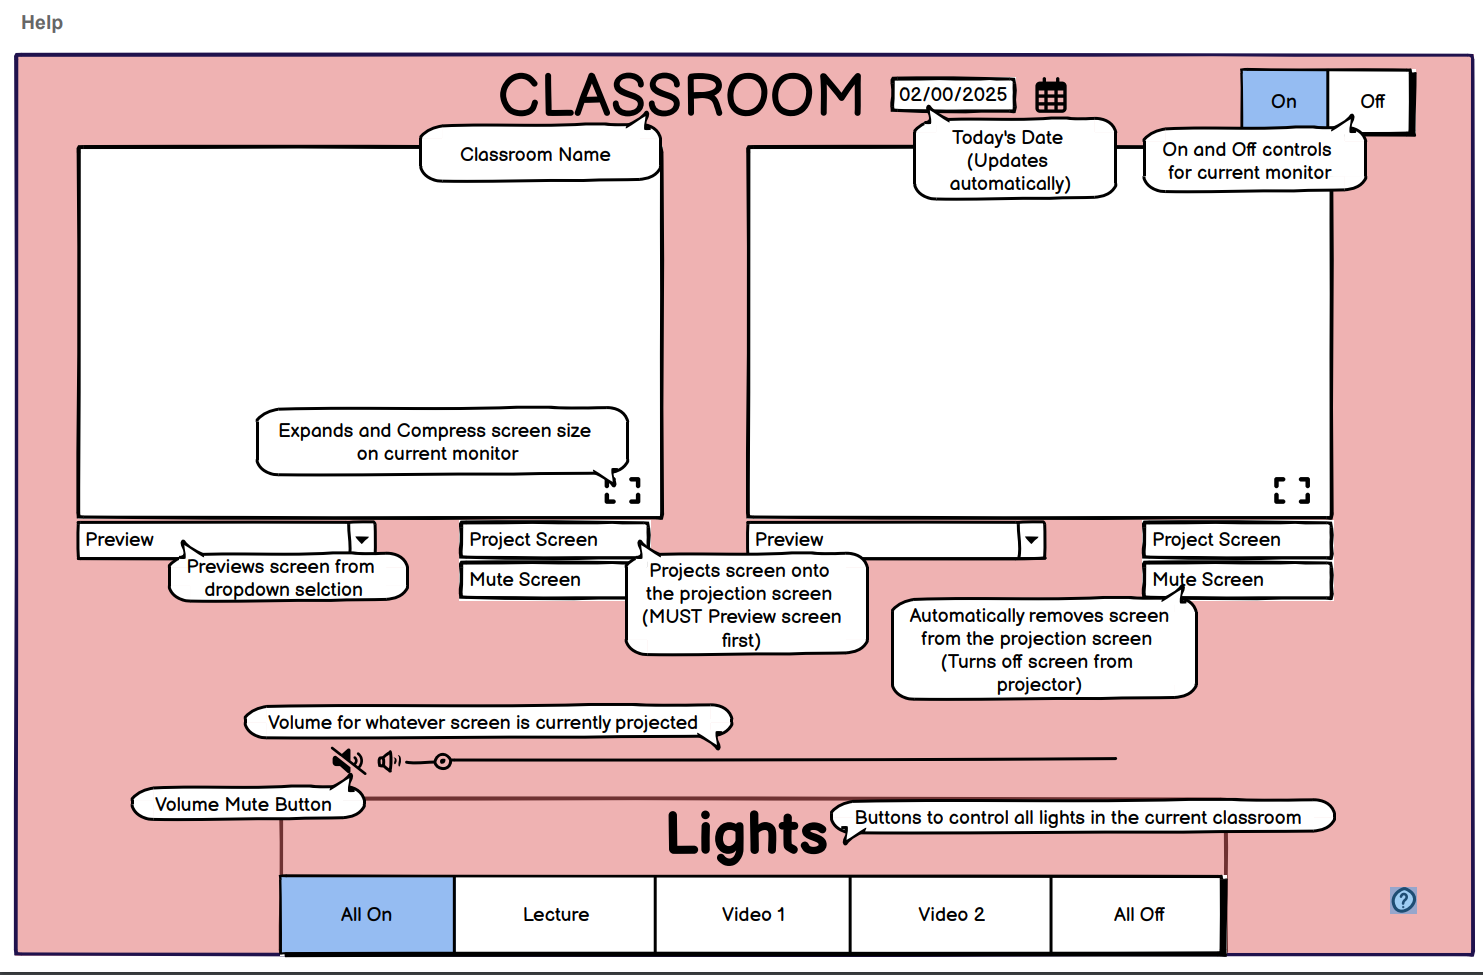 Help
CLASSROOM
02/00/2025
On
Off
Classroom Name
Today's Date
(Updates
automatically)
On and Off controls
for current monitor
Expands and Compress screen size
on current monitor
Preview
Project Screen
Mute Screen
Previews screen from
dropdown selction
Projects screen onto
the projection screen
(MUST Preview screen
first)
Preview
Project Screen
Mute Screen
Automatically removes screen
from the projection screen
(Turns off screen from
projector)
Volume for whatever screen is currently projected
Volume Mute Button
Lights
Buttons to control all lights in the current classroom
All On
Lecture
Video 1
Video 2
All Off
?